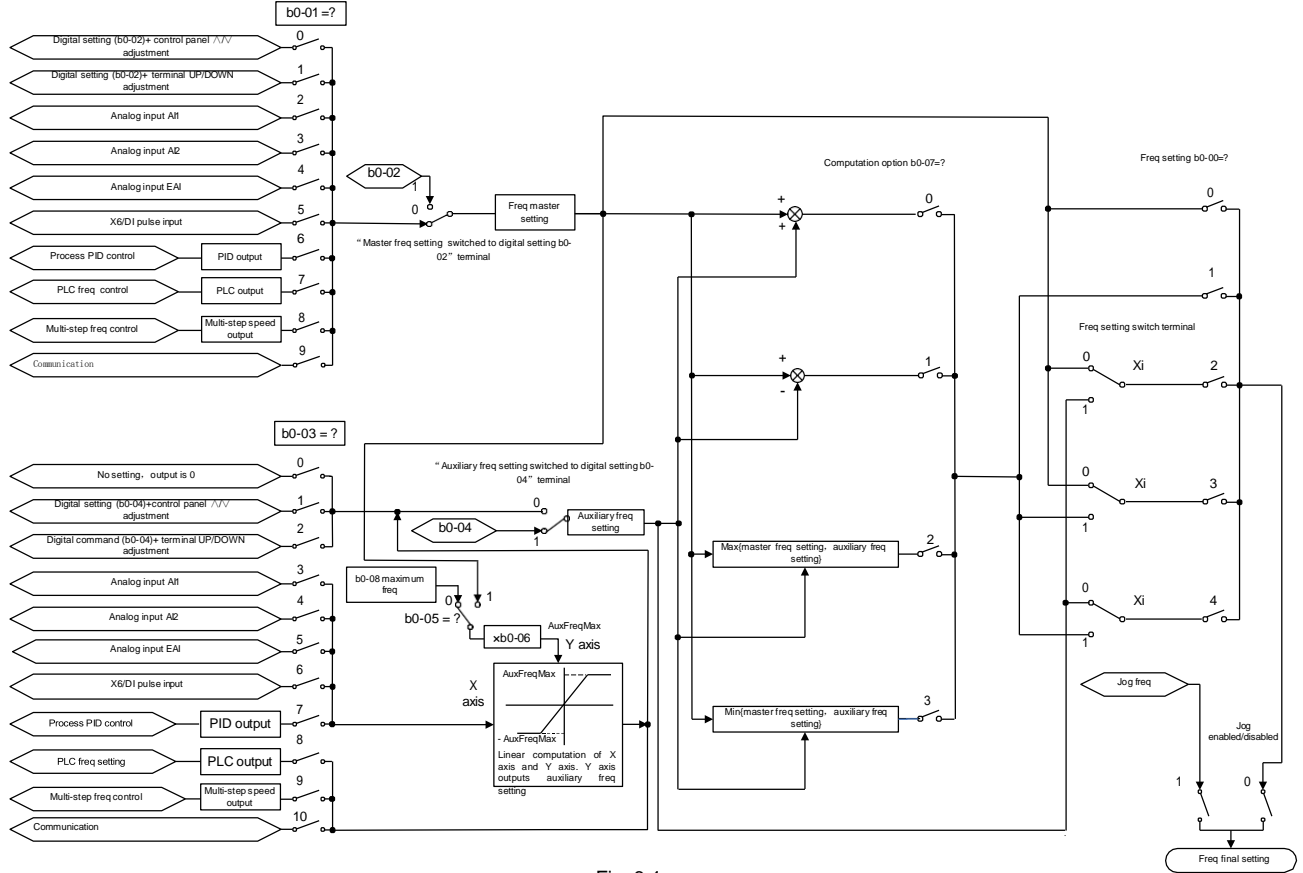 b0-01 =?
Digital setting (b0-02)+ control panel ∧/∨
adjustment
0
Digital setting (b0-02)+ terminal UP/DOWN
adjustment
1
Analog input AI1
2
Analog input AI2
3
Analog input EAI
4
X6/DI pulse input
5
Process PID control
PID output
6
PLC freq control
PLC output
7
Multi-step freq control
Multi-step speed
output
8
Communication
9
b0-02
1
0
"Master freq setting switched to digital setting b0-
02" terminal
Freq master
setting
Computation option b0-07=?
+
+
0
+
-
1
Max{master freq setting, auxiliary freq
setting}
2
Min{master freq setting, auxiliary freq
setting}
3
Freq setting b0-00=?
0
1
Freq setting switch terminal
0
Xi
2
1
0
Xi
3
1
0
Xi
4
1
b0-03 = ?
No setting, output is 0
0
Digital setting (b0-04)+control panel ∧/∨
adjustment
1
Digital command (b0-04)+ terminal UP/DOWN
adjustment
2
Analog input AI1
3
Analog input AI2
4
Analog input EAI
5
X6/DI pulse input
6
Process PID control
PID output
7
PLC freq setting
PLC output
8
Multi-step freq control
Multi-step speed
output
9
Communication
10
"Auxiliary freq setting switched to digital setting b0-
04" terminal
0
b0-04
1
Auxiliary freq
setting
b0-08 maximum
freq
0
1
b0-05 = ?
×b0-06
AuxFreqMax
Y axis
X
axis
AuxFreqMax
- AuxFreqMax
Linear computation of X
axis and Y axis. Y axis
outputs auxiliary freq
setting
Jog freq
Jog
enabled/disabled
1
0
Freq final setting